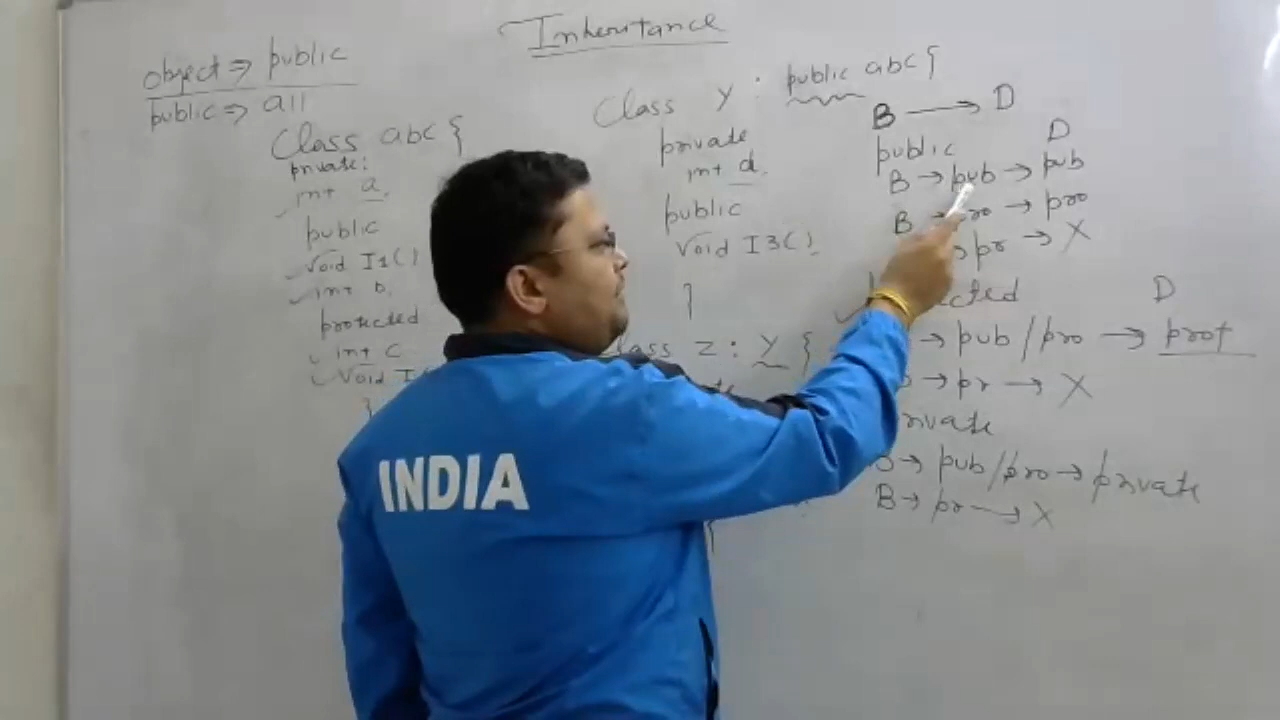 Inheritance
object => public
public => all
Class abc {
private:
int a
public
void I1()
int b
protected
int c
void
}
Class Y : public abc {
private
int d.
public
void I3()
}
class Z : Y {
B → D
public D
B → pub → pub
B → pro → pro
→ pr → X
D
→ pub/pro → prot
→ pr → X
B → pub/pro → private
B → pr → X
INDIA